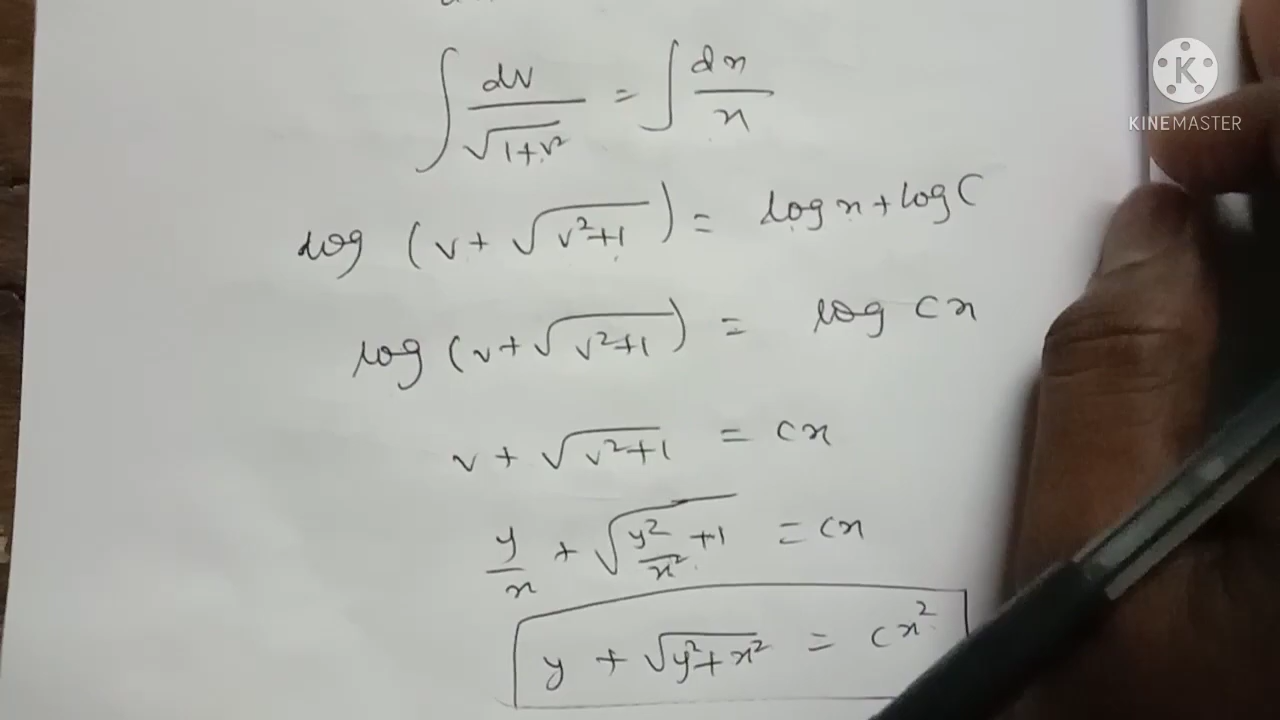 ∫ dv/√(1+v²) = ∫ dx/x
log (v + √(v²+1)) = log x + log C
log (v + √(v²+1)) = log Cx
v + √(v²+1) = Cx
y/x + √(y²/x² + 1) = Cx
y + √(y²+x²) = Cx²
KINEMASTER